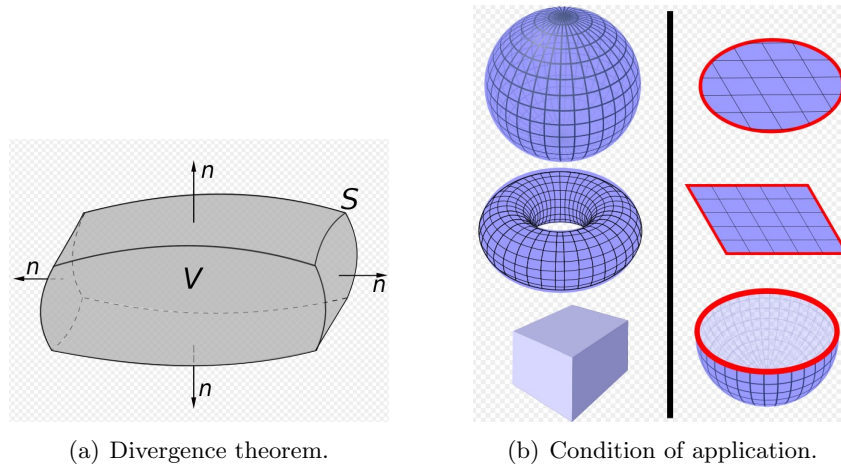 n
S
n
V
n
n
(a) Divergence theorem.
(b) Condition of application.